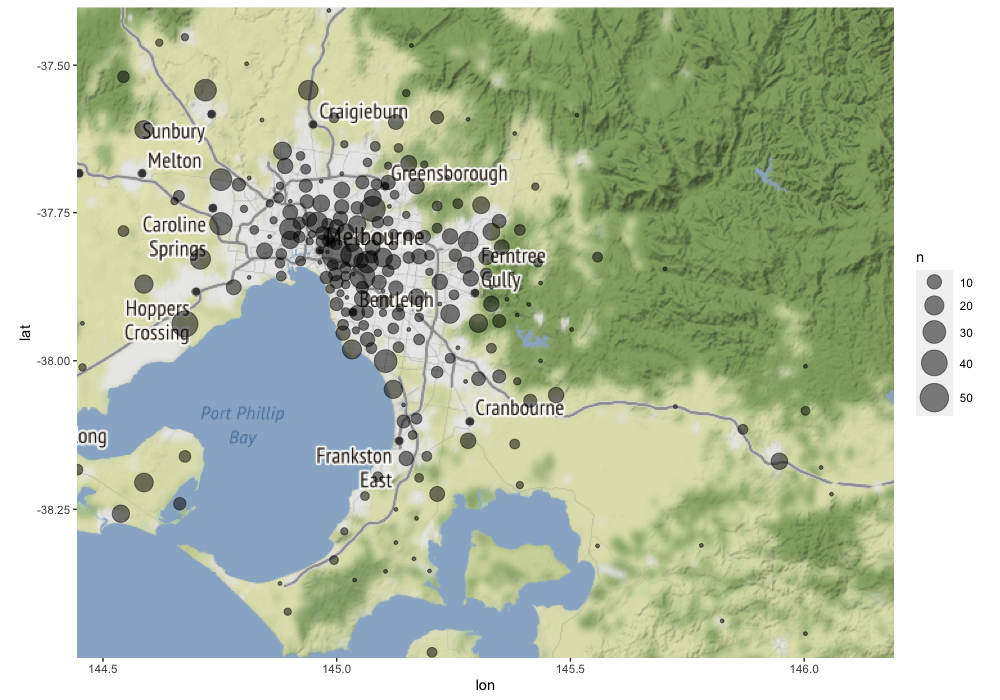 -37.50
-37.75
-38.00
-38.25
lat
Craigieburn
Sunbury
Melton
Greensborough
Caroline
Springs
Melbourne
Ferntree
Gully
Bentleigh
Hoppers
Crossing
Port Phillip
Bay
Cranbourne
ong
Frankston
East
144.5
145.0
145.5
146.0
lon
n
10
20
30
40
50